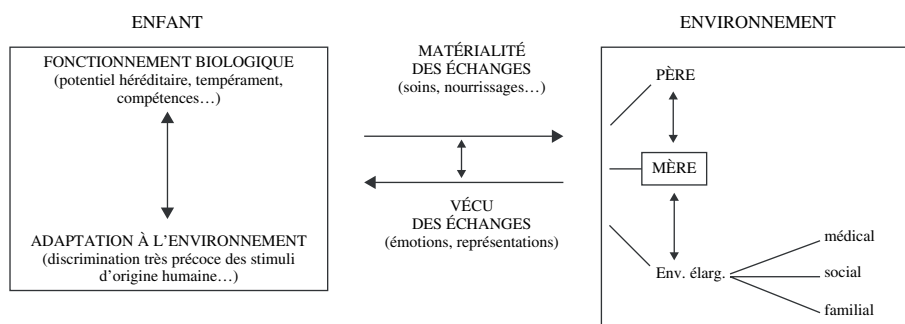 ENFANT
FONCTIONNEMENT BIOLOGIQUE
(potentiel héréditaire, tempérament,
compétences…)
ADAPTATION À L'ENVIRONNEMENT
(discrimination très précoce des stimuli
d'origine humaine…)
MATÉRIALITÉ
DES ÉCHANGES
(soins, nourrissages…)
VÉCU
DES ÉCHANGES
(émotions, représentations)
ENVIRONNEMENT
PÈRE
MÈRE
Env. élarg.
médical
social
familial